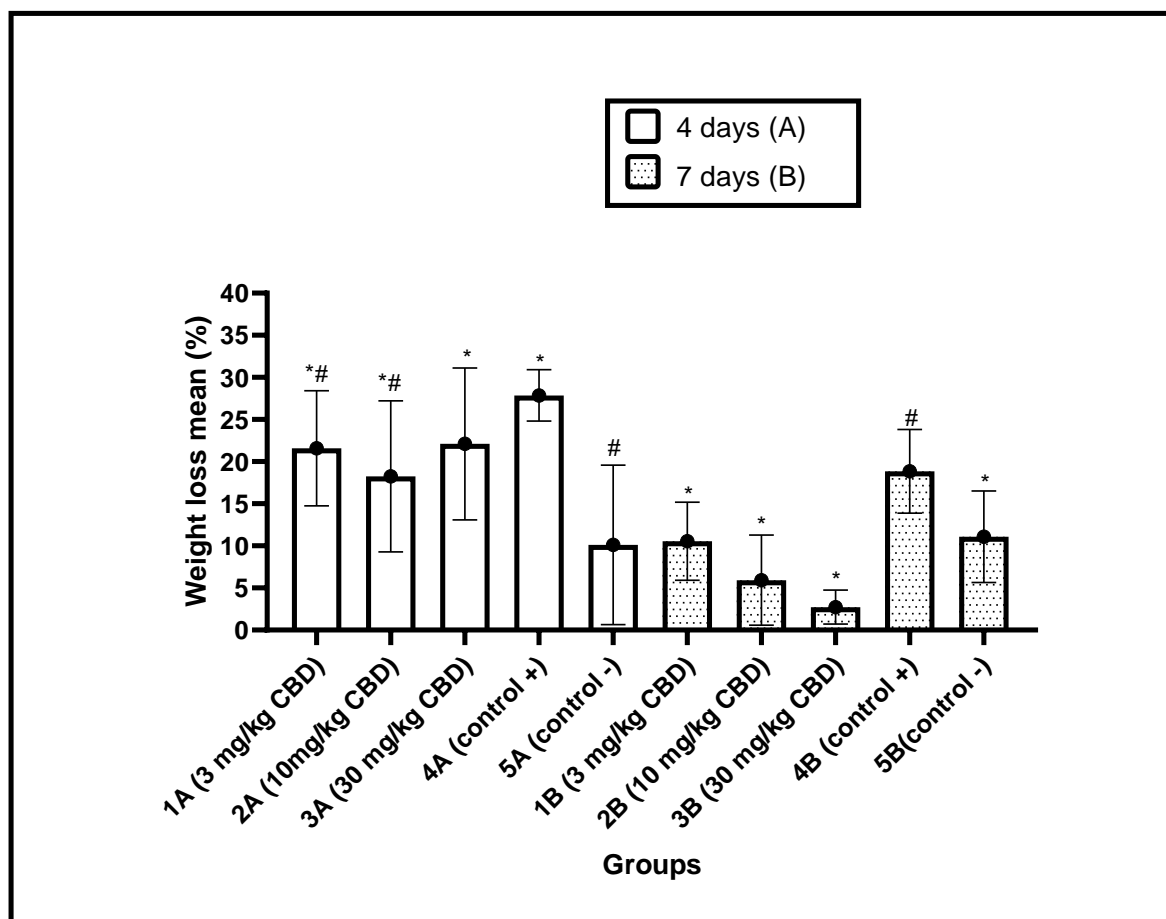 4 days (A)
7 days (B)
Weight loss mean (%)
40
35
30
25
20
15
10
5
0
*#
*#
*
*
#
*
*
*
#
*
1A (3 mg/kg CBD)
2A (10mg/kg CBD)
3A (30 mg/kg CBD)
4A (control +)
5A (control -)
1B (3 mg/kg CBD)
2B (10 mg/kg CBD)
3B (30 mg/kg CBD)
4B (control +)
5B(control -)
Groups